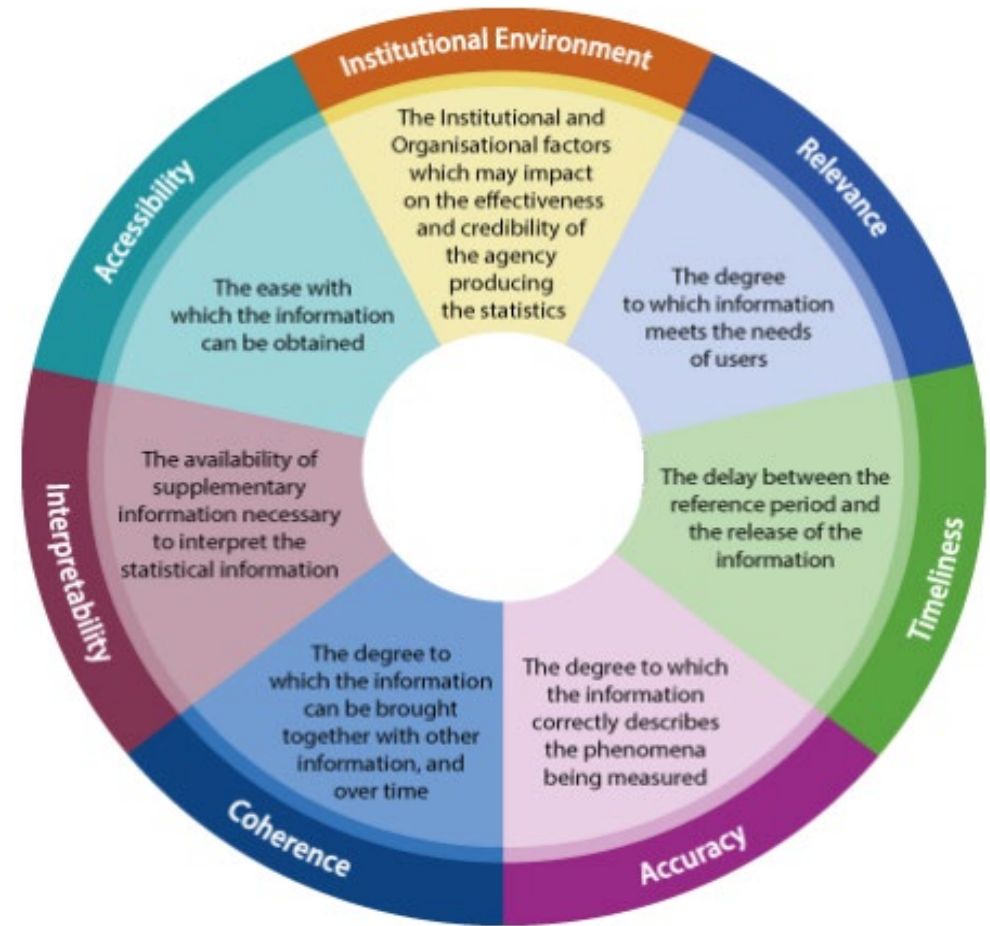 Institutional Environment
The Institutional and
Organisational factors
which may impact
on the effectiveness
and credibility of
the agency
producing
the statistics
Relevance
The degree
to which information
meets the needs
of users
Timeliness
The delay between the
reference period and
the release of the
information
Accuracy
The degree to which
the information
correctly describes
the phenomena
being measured
Coherence
The degree to
which the information
can be brought
together with other
information, and
over time
Interpretability
The availability of
supplementary
information necessary
to interpret the
statistical information
Accessibility
The ease with
which the information
can be obtained